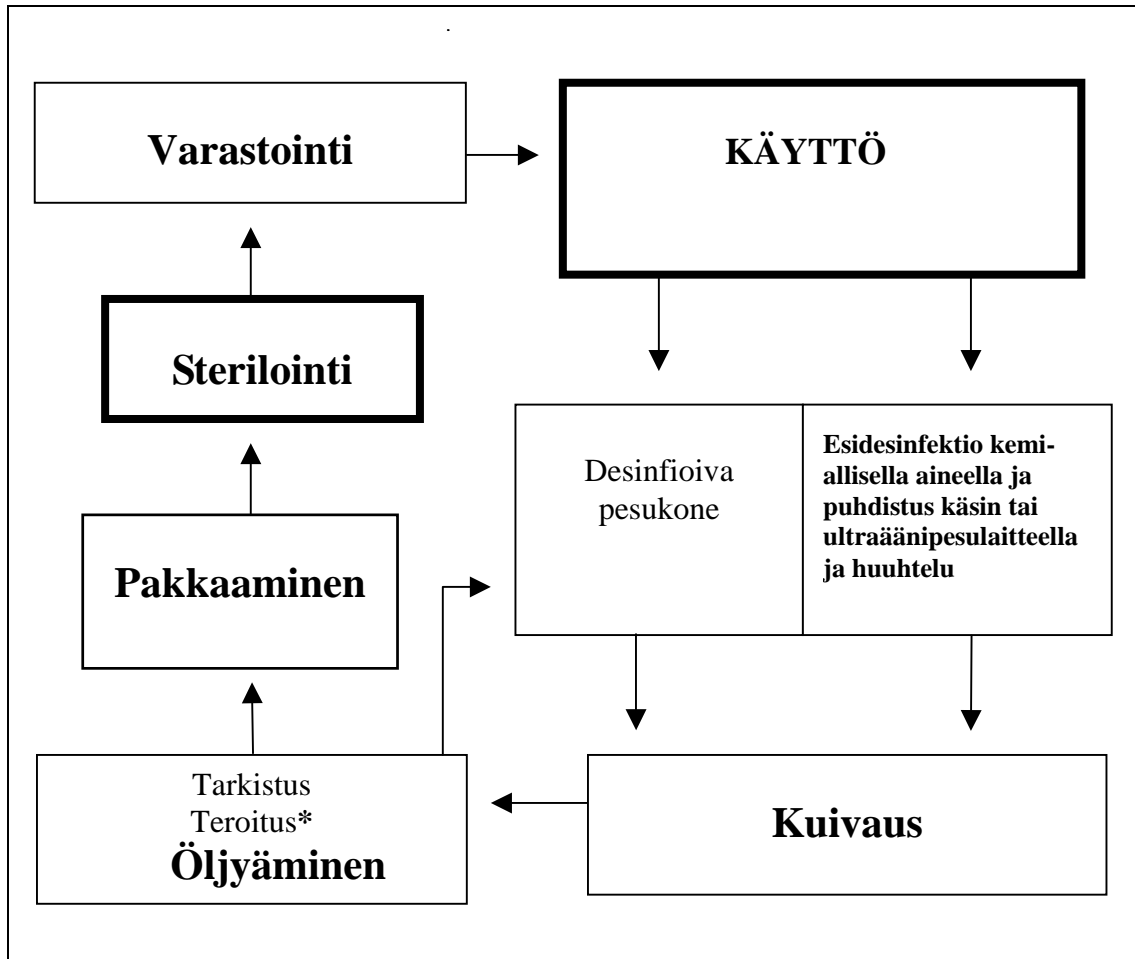 Varastointi
KÄYTTÖ
Sterilointi
Desinfioiva
pesukone
Esidesinfektio kemi-
allisella aineella ja
puhdistus käsin tai
ultraäänipesulaitteella
ja huuhtelu
Pakkaaminen
Tarkistus
Teroitus*
Öljyäminen
Kuivaus